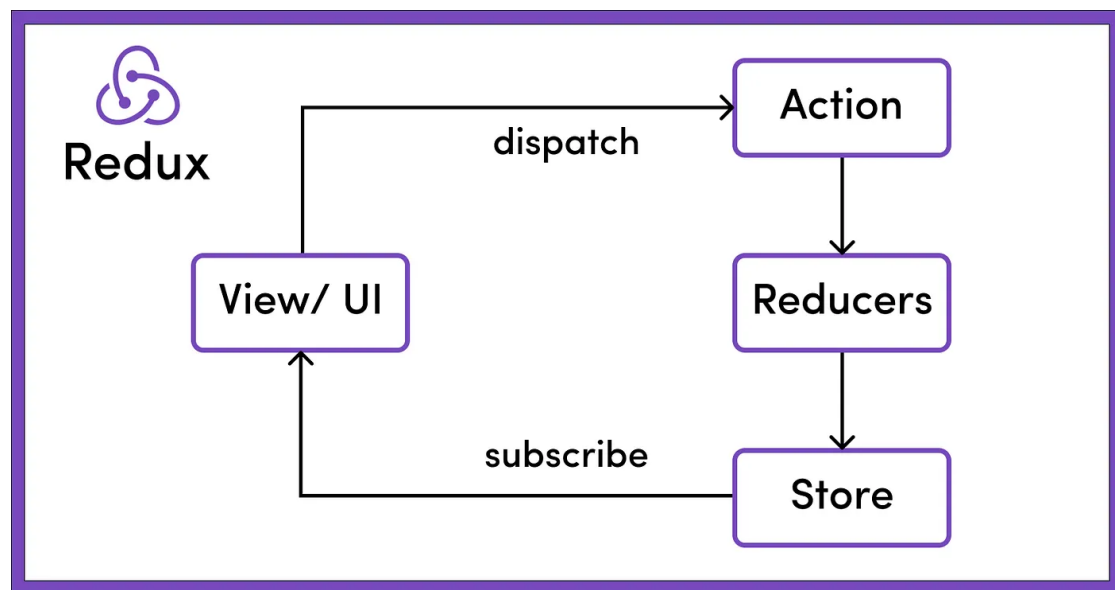 Redux
Action
dispatch
View/ UI
Reducers
subscribe
Store